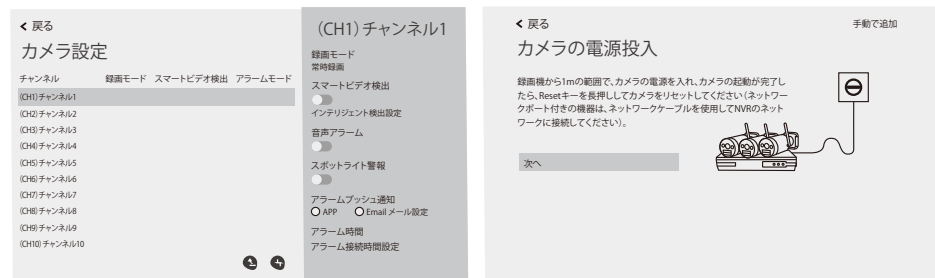 戻る
カメラ設定
チャンネル 録画モード スマートビデオ検出 アラームモード
(CH1)チャンネル1
(CH2)チャンネル2
(CH3)チャンネル3
(CH4)チャンネル4
(CH5)チャンネル5
(CH6)チャンネル6
(CH7)チャンネル7
(CH8)チャンネル8
(CH9)チャンネル9
(CH10)チャンネル10
(CH1)チャンネル1
録画モード
常時録画
スマートビデオ検出
インテリジェント検出設定
音声アラーム
スポットライト警報
アラームプッシュ通知
APP Email メール設定
アラーム時間
アラーム接続時間設定
戻る 手動で追加
カメラの電源投入
録画機から1mの範囲で、カメラの電源を入れ、カメラの起動が完了し
たら、Resetキーを長押ししてカメラをリセットしてください(ネットワー
クポート付きの機器は、ネットワークケーブルを使用してNVRのネット
ワークに接続してください)。
次へ